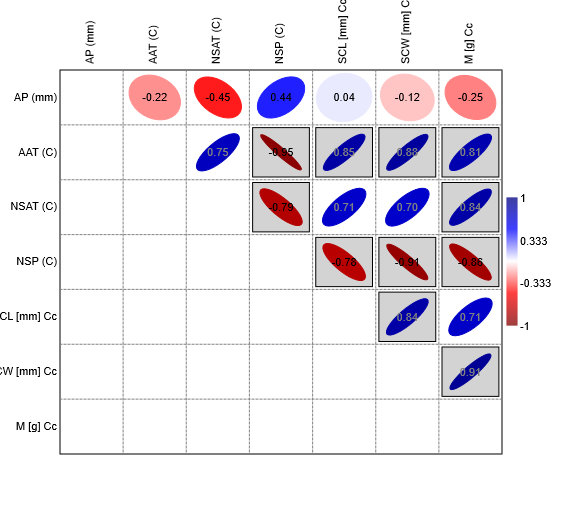 AP (mm)
AAT (C)
NSAT (C)
NSP (C)
SCL [mm] Cc
SCW [mm] C
M [g] Cc
AP (mm) -0.22 -0.45 0.44 0.04 -0.12 -0.25
AAT (C) 0.75 -0.95 0.85 0.88 0.81
NSAT (C) -0.79 0.71 0.70 0.84
NSP (C) -0.78 -0.91 -0.86
CL [mm] Cc 0.84 0.71
CW [mm] Cc 0.91
M [g] Cc
1
0.333
-0.333
-1